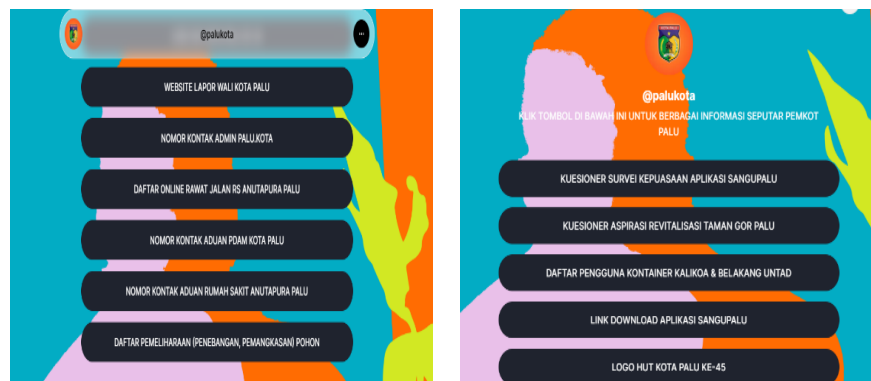 @palukota
WEBSITE LAPOR WALI KOTA PALU
NOMOR KONTAK ADMIN PALU.KOTA
DAFTAR ONLINE RAWAT JALAN RS ANUTAPURA PALU
NOMOR KONTAK ADUAN PDAM KOTA PALU
NOMOR KONTAK ADUAN RUMAH SAKIT ANUTAPURA PALU
DAFTAR PEMELIHARAAN (PENEBANGAN, PEMANGKASAN) POHON
@palukota
KLIK TOMBOL DI BAWAH INI UNTUK BERBAGAI INFORMASI SEPUTAR PEMKOT
PALU
KUESIONER SURVEI KEPUASAAN APLIKASI SANGUPALU
KUESIONER ASPIRASI REVITALISASI TAMAN GOR PALU
DAFTAR PENGGUNA KONTAINER KALIKOA & BELAKANG UNTAD
LINK DOWNLOAD APLIKASI SANGUPALU
LOGO HUT KOTA PALU KE-45